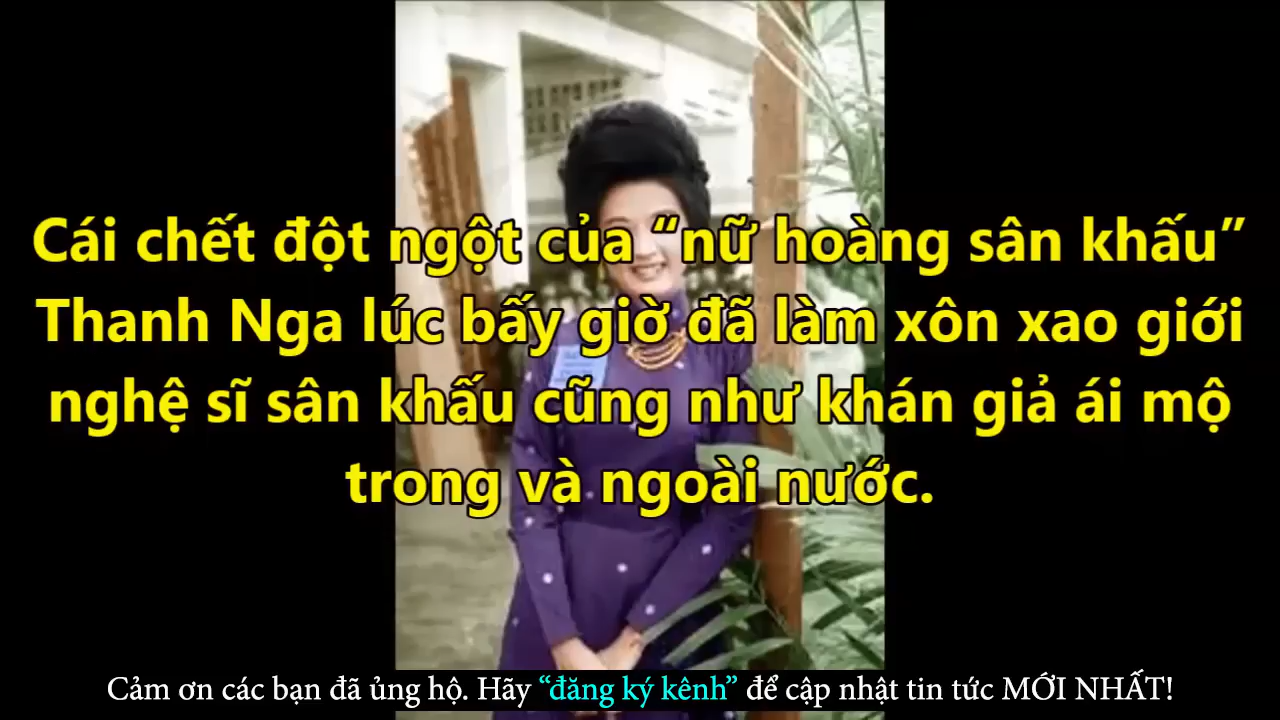 Cái chết đột ngột của “nữ hoàng sân khấu”
Thanh Nga lúc bấy giờ đã làm xôn xao giới
nghệ sĩ sân khấu cũng như khán giả ái mộ
trong và ngoài nước.
Cảm ơn các bạn đã ủng hộ. Hãy “đăng ký kênh” để cập nhật tin tức MỚI NHẤT!